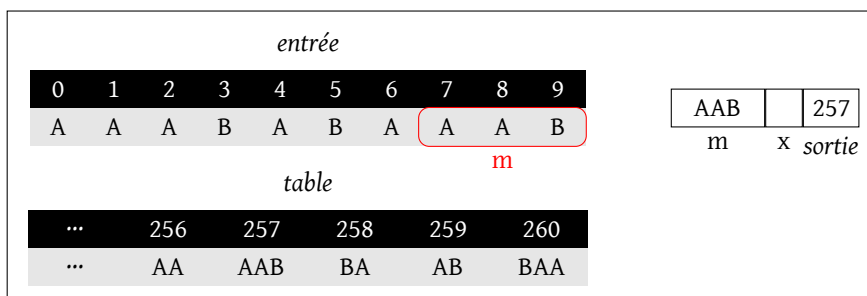 entrée
0 1 2 3 4 5 6 7 8 9
A A A B A B A A A B
m
table
... 256 257 258 259 260
... AA AAB BA AB BAA
AAB 257
m x sortie